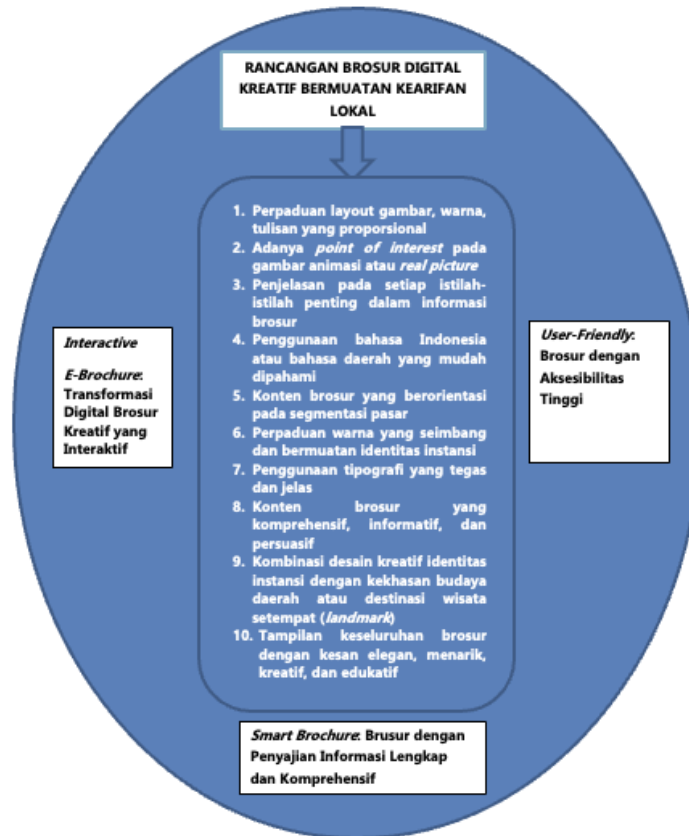 RANCANGAN BROSUR DIGITAL
KREATIF BERMUATAN KEARIFAN
LOKAL
1. Perpaduan layout gambar, warna,
tulisan yang proporsional
2. Adanya point of interest pada
gambar animasi atau real picture
3. Penjelasan pada setiap istilah-
istilah penting dalam informasi
brosur
4. Penggunaan bahasa Indonesia
atau bahasa daerah yang mudah
dipahami
5. Konten brosur yang berorientasi
pada segmentasi pasar
6. Perpaduan warna yang seimbang
dan bermuatan identitas instansi
7. Penggunaan tipografi yang tegas
dan jelas
8. Konten brosur yang
komprehensif, informatif, dan
persuasif
9. Kombinasi desain kreatif identitas
instansi dengan kekhasan budaya
daerah atau destinasi wisata
setempat (landmark)
10. Tampilan keseluruhan brosur
dengan kesan elegan, menarik,
kreatif, dan edukatif
Interactive
E-Brochure:
Transformasi
Digital Brosur
Kreatif yang
Interaktif
User-Friendly:
Brosur dengan
Aksesibilitas
Tinggi
Smart Brochure: Brusur dengan
Penyajian Informasi Lengkap
dan Komprehensif